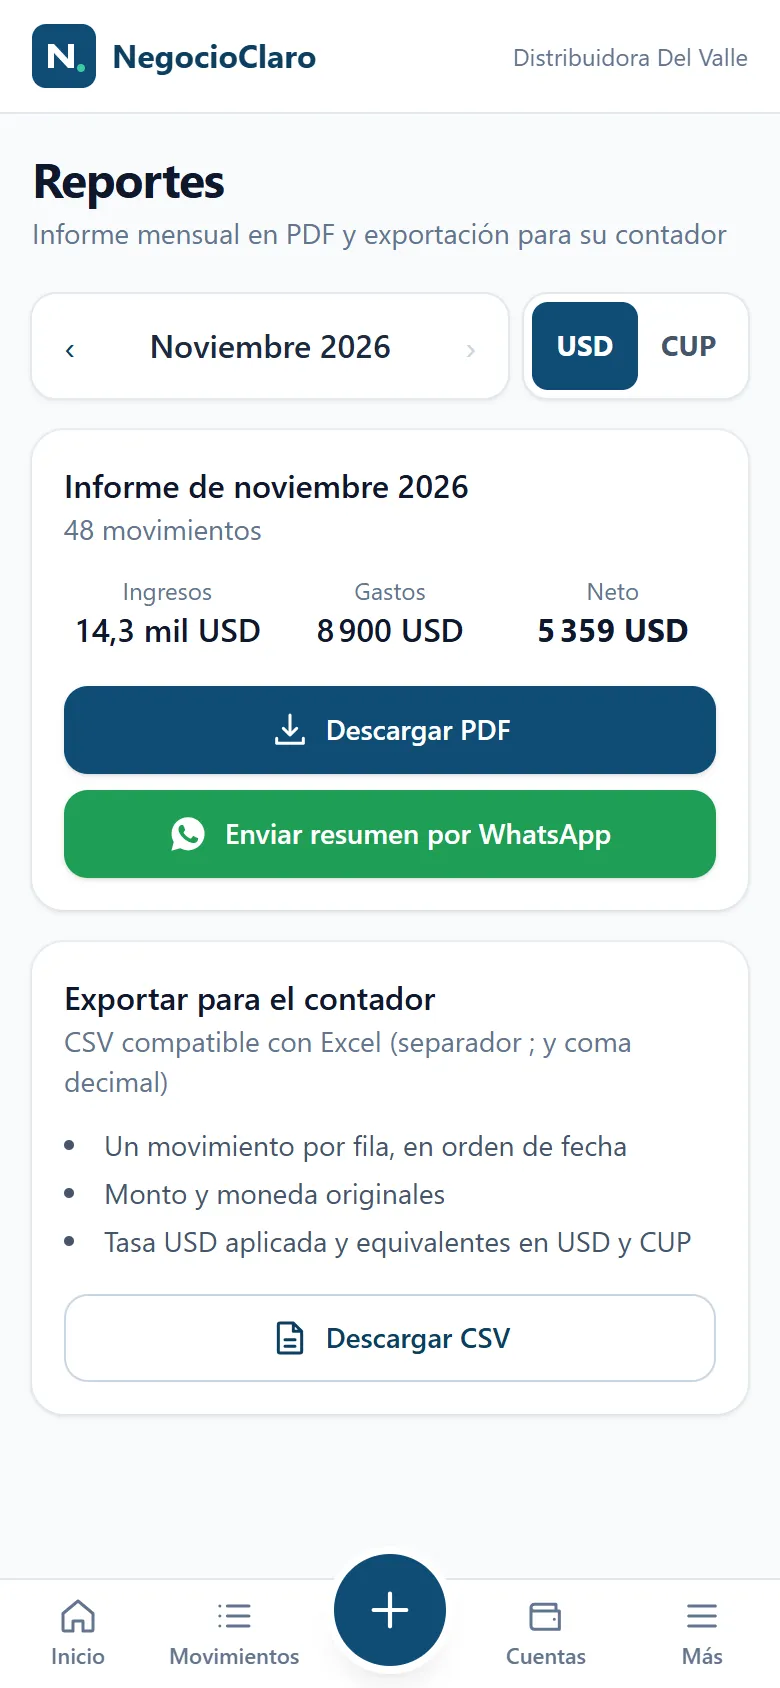 N. NegocioClaro
Distribuidora Del Valle
Reportes
Informe mensual en PDF y exportación para su contador
‹ Noviembre 2026 ›
USD CUP
Informe de noviembre 2026
48 movimientos
Ingresos Gastos Neto
14,3 mil USD 8 900 USD 5 359 USD
Descargar PDF
Enviar resumen por WhatsApp
Exportar para el contador
CSV compatible con Excel (separador ; y coma
decimal)
• Un movimiento por fila, en orden de fecha
• Monto y moneda originales
• Tasa USD aplicada y equivalentes en USD y CUP
Descargar CSV
Inicio Movimientos + Cuentas Más